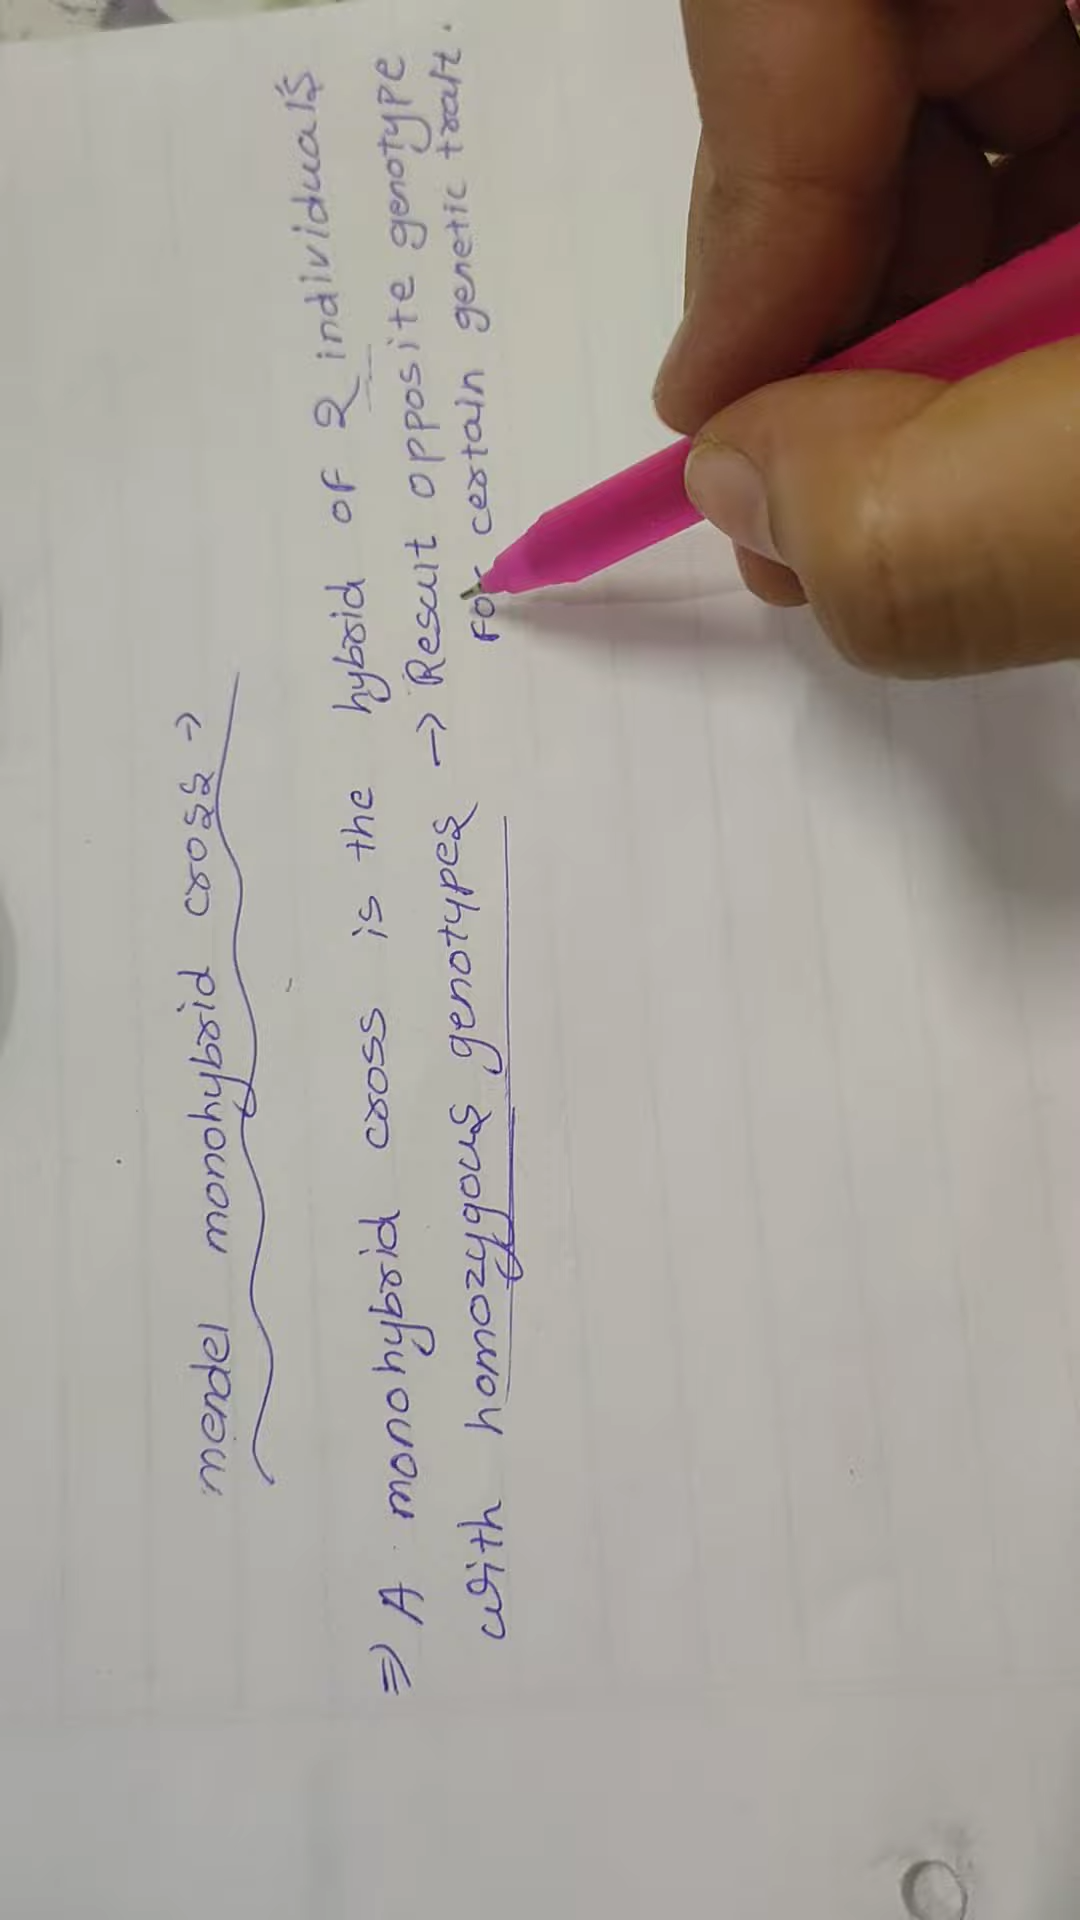 mendel monohybrid cross →
⇒ A monohybrid cross is the hybrid of 2 individual's
with homozygous genotypes → Result opposite genotype
For certain genetic trait.